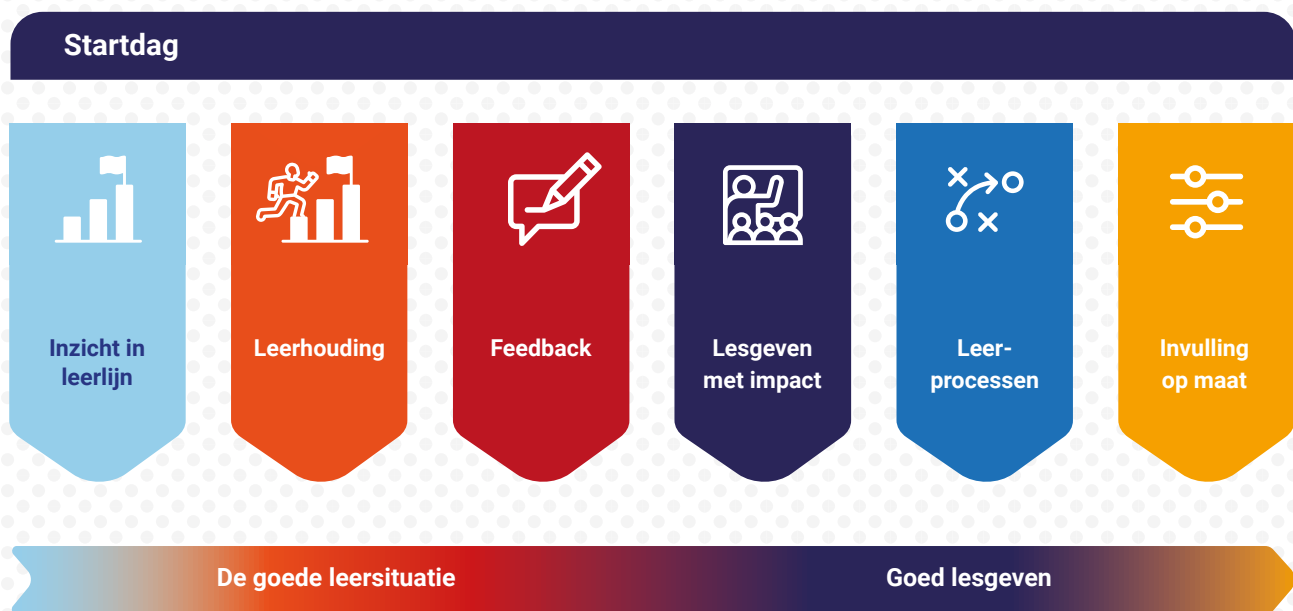 Startdag
Inzicht in
leerlijn
Leerhouding
Feedback
Lesgeven
met impact
Leer-
processen
Invulling
op maat
De goede leersituatie
Goed lesgeven